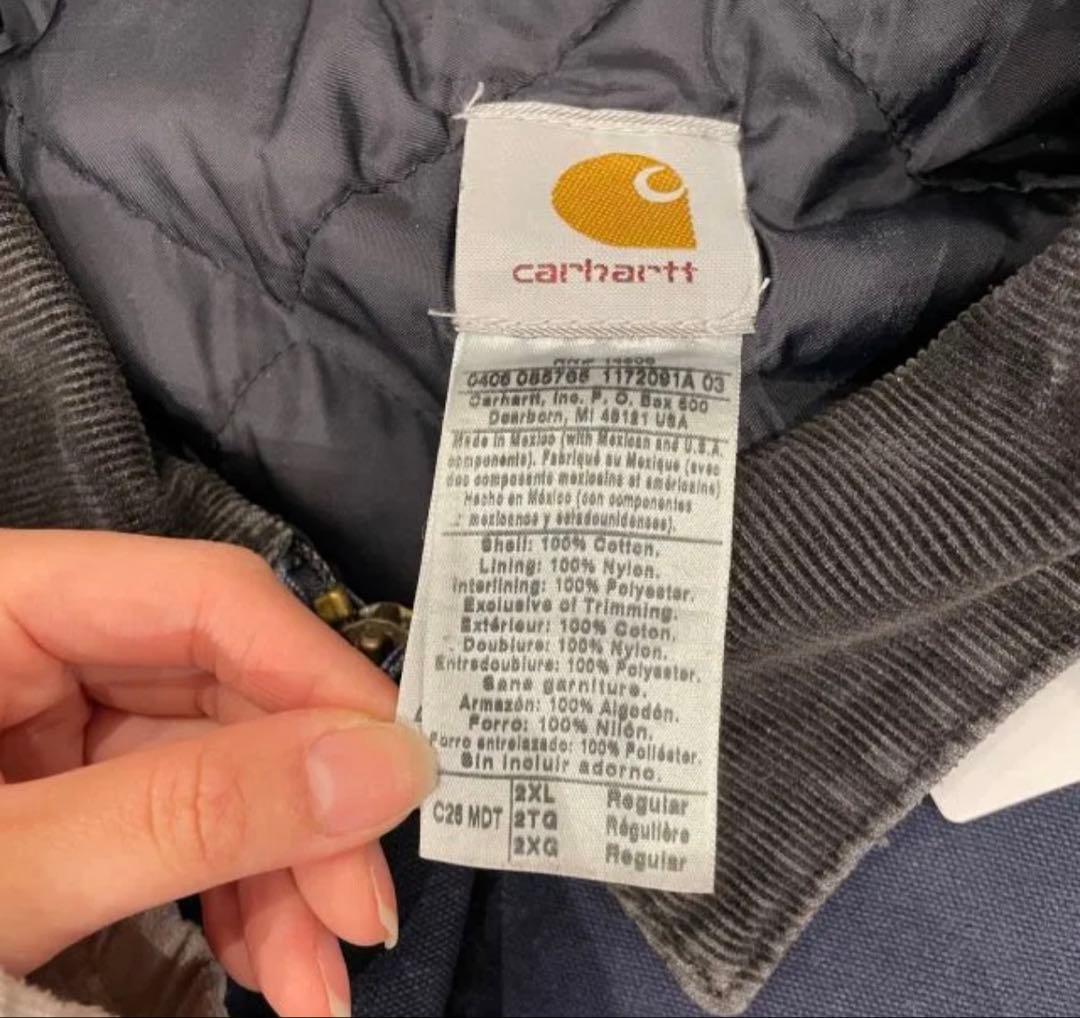 carhartt
RN# 14806
0406 085765 1172091A 03
Carhartt, Inc. P. O. Box 600
Dearborn, MI 48121 USA
Made in Mexico (with Mexican and U.S.A
components). Fabriqué au Mexique (avec
des composants mexicains et américains)
Hecho en México (con componentes
mexicanos y estadounidenses).
Shell: 100% Cotton.
Lining: 100% Nylon.
Interlining: 100% Polyester.
Exclusive of Trimming.
Extérieur: 100% Coton.
Doublure: 100% Nylon.
Entredoublure: 100% Polyester.
Sans garniture.
Armazón: 100% Algodón.
Forro: 100% Nilón.
Forro entrelazado: 100% Poliéster.
Sin incluir adorno.
C26 MDT
2XL Regular
2TG Régulière
2XG Regular